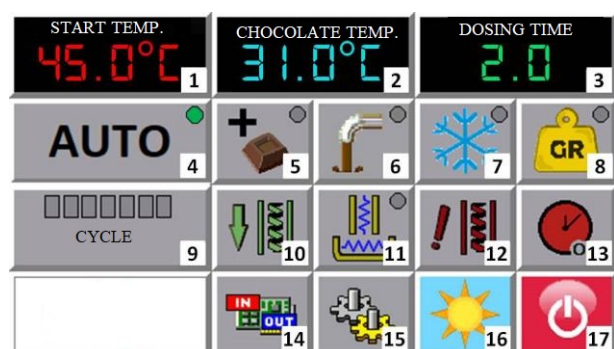 START TEMP.
45.0°C
1
CHOCOLATE TEMP.
31.0°C
2
DOSING TIME
2.0
3
AUTO
4
+
5
6
7
GR
8
CYCLE
9
10
11
!
12
13
IN
OUT
14
15
16
17